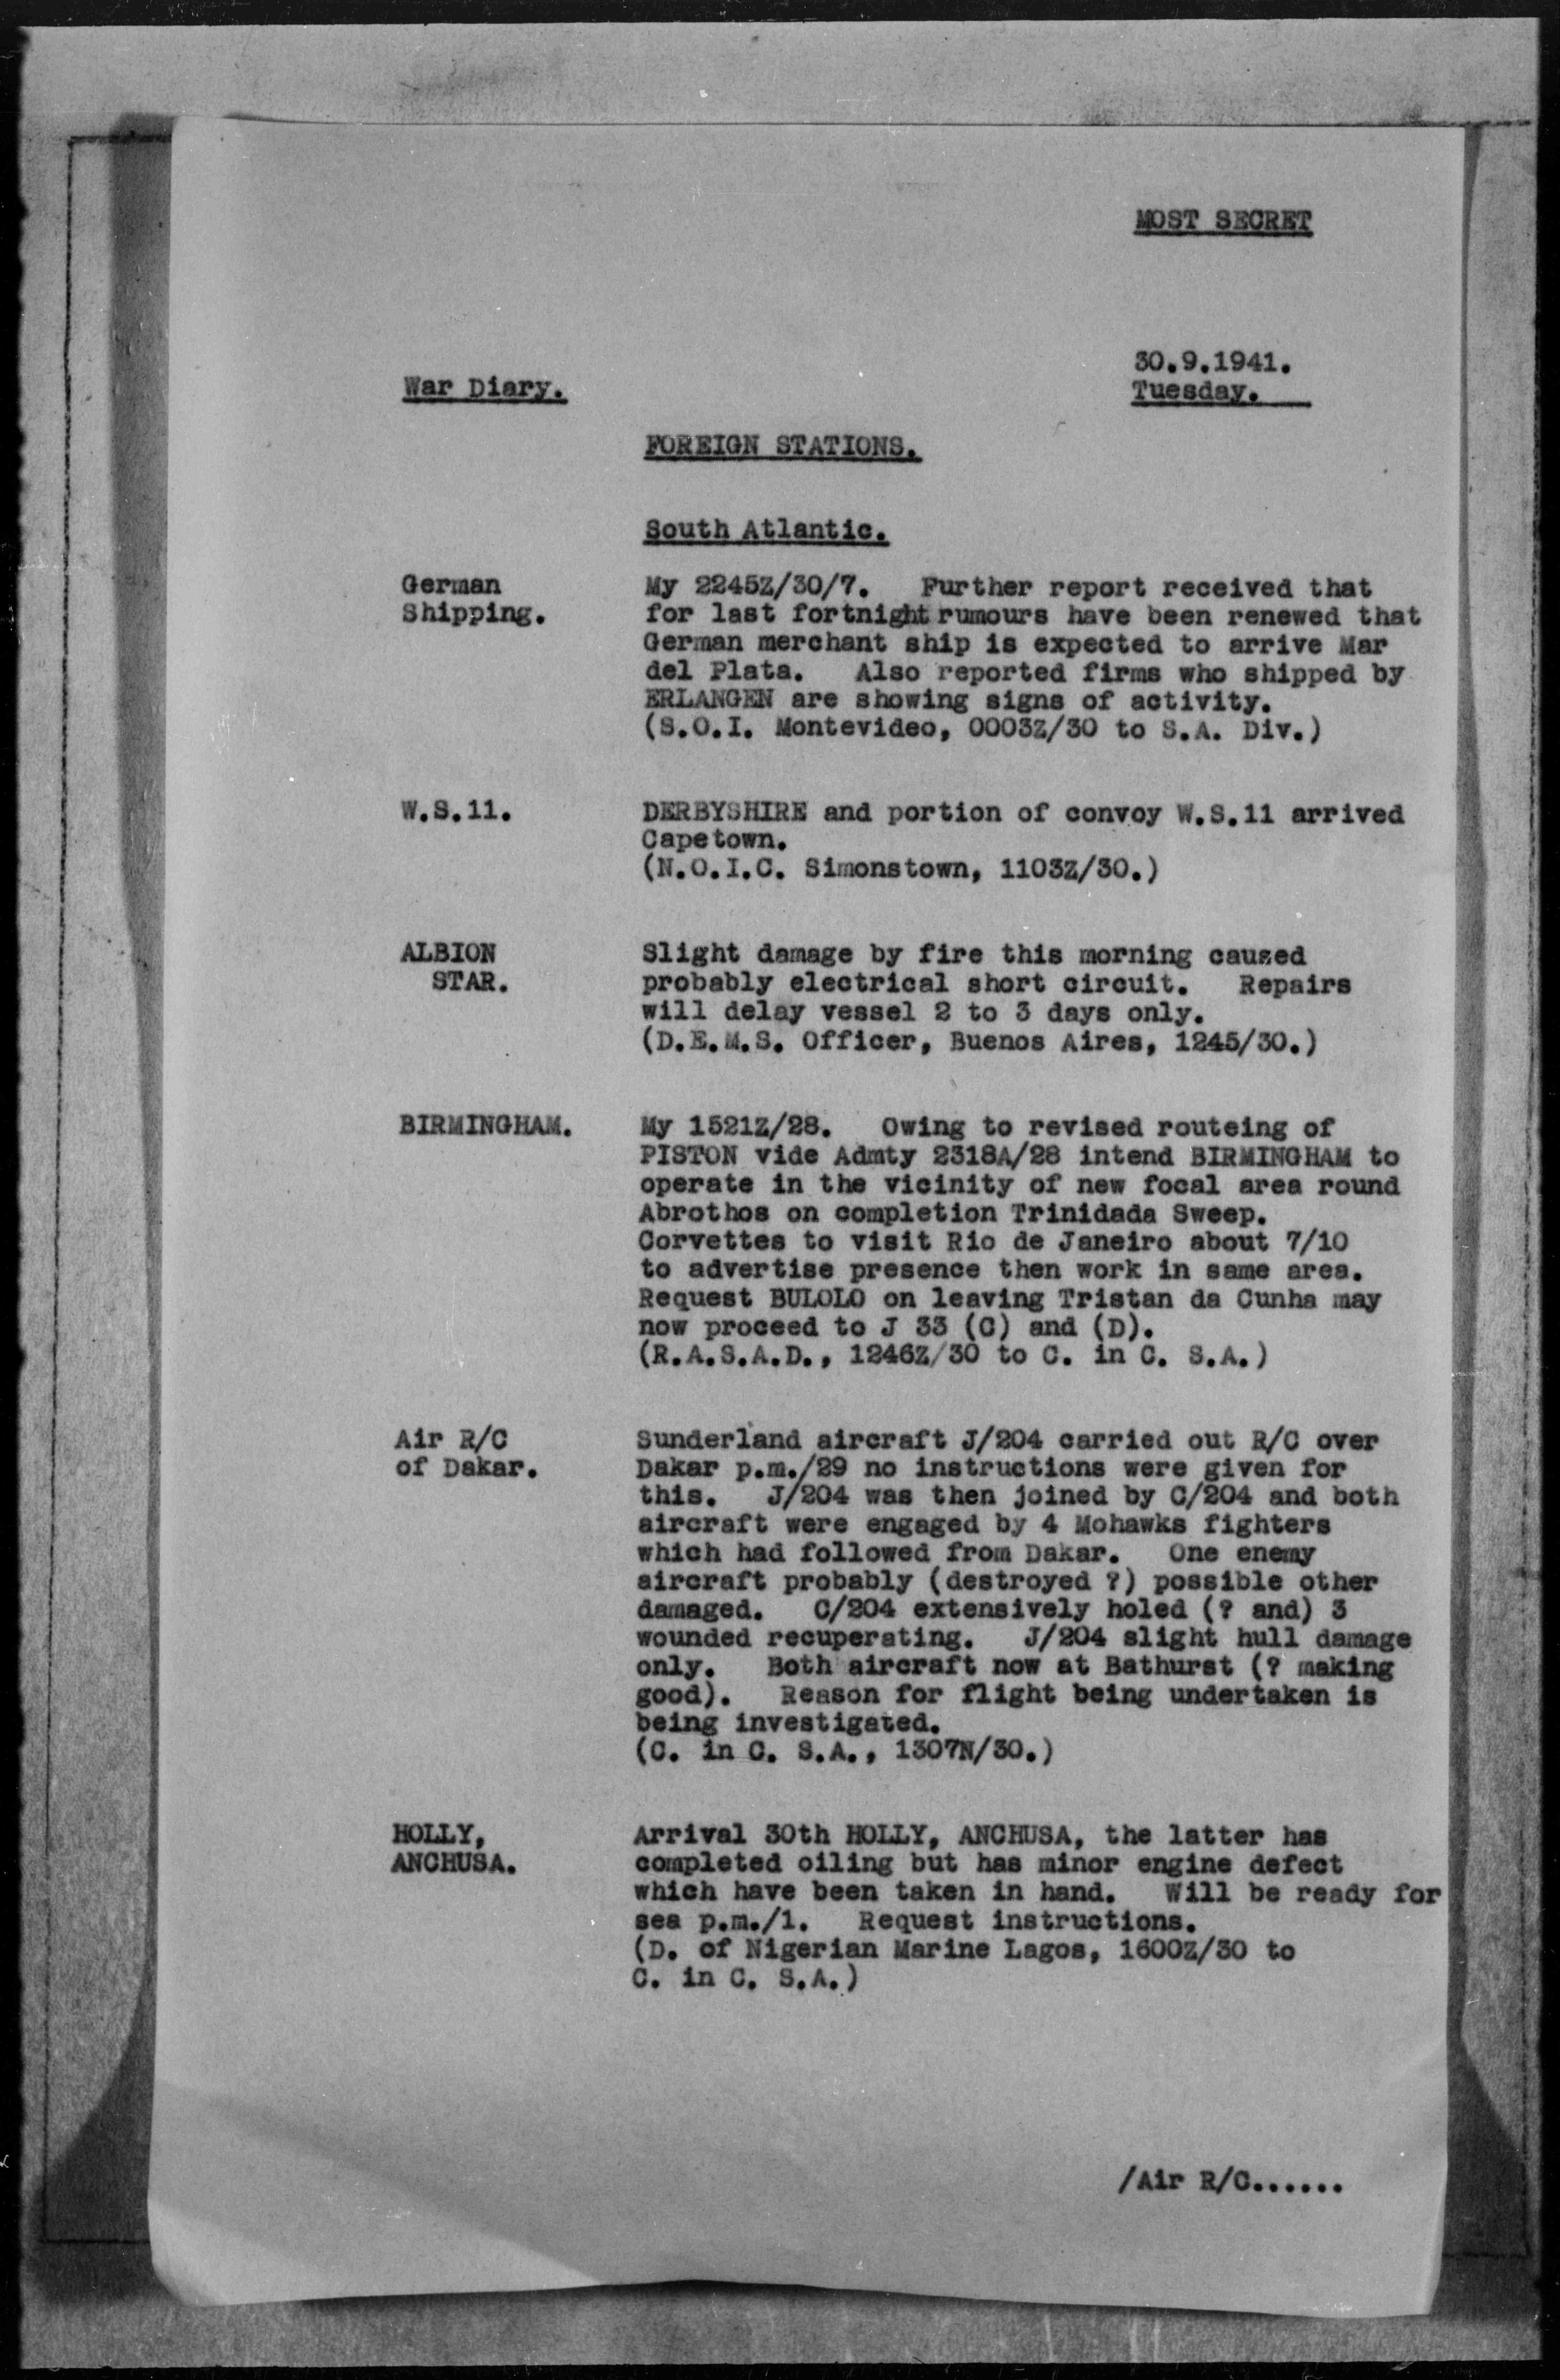 MOST SECRET
30.9.1941.
War Diary.
Tuesday.
FOREIGN STATIONS.
South Atlantic.
German
Shipping.
My 2245Z/30/7. Further report received that
for last fortnight rumours have been renewed that
German merchant ship is expected to arrive Mar
del Plata. Also reported firms who shipped by
ERLANGEN are showing signs of activity.
(S.O.I. Montevideo, 0003Z/30 to S.A. Div.)
W.S.11.
DERBYSHIRE and portion of convoy W.S.11 arrived
Capetown.
(N.O.I.C. Simonstown, 1103Z/30.)
ALBION
STAR.
Slight damage by fire this morning caused
probably electrical short circuit. Repairs
will delay vessel 2 to 3 days only.
(D.E.M.S. Officer, Buenos Aires, 1245/30.)
BIRMINGHAM.
My 1521Z/28. Owing to revised routeing of
PISTON vide Admty 2318A/28 intend BIRMINGHAM to
operate in the vicinity of new focal area round
Abrothos on completion Trinidada Sweep.
Corvettes to visit Rio de Janeiro about 7/10
to advertise presence then work in same area.
Request BULOLO on leaving Tristan da Cunha may
now proceed to J 33 (C) and (D).
(R.A.S.A.D., 1246Z/30 to C. in C. S.A.)
Air R/C
of Dakar.
Sunderland aircraft J/204 carried out R/C over
Dakar p.m./29 no instructions were given for
this. J/204 was then joined by C/204 and both
aircraft were engaged by 4 Mohawks fighters
which had followed from Dakar. One enemy
aircraft probably (destroyed ?) possible other
damaged. C/204 extensively holed (? and) 3
wounded recuperating. J/204 slight hull damage
only. Both aircraft now at Bathurst (? making
good). Reason for flight being undertaken is
being investigated.
(C. in C. S.A., 1307N/30.)
HOLLY,
ANCHUSA.
Arrival 30th HOLLY, ANCHUSA, the latter has
completed oiling but has minor engine defect
which have been taken in hand. Will be ready for
sea p.m./1. Request instructions.
(D. of Nigerian Marine Lagos, 1600Z/30 to
C. in C. S.A.)
/Air R/C......